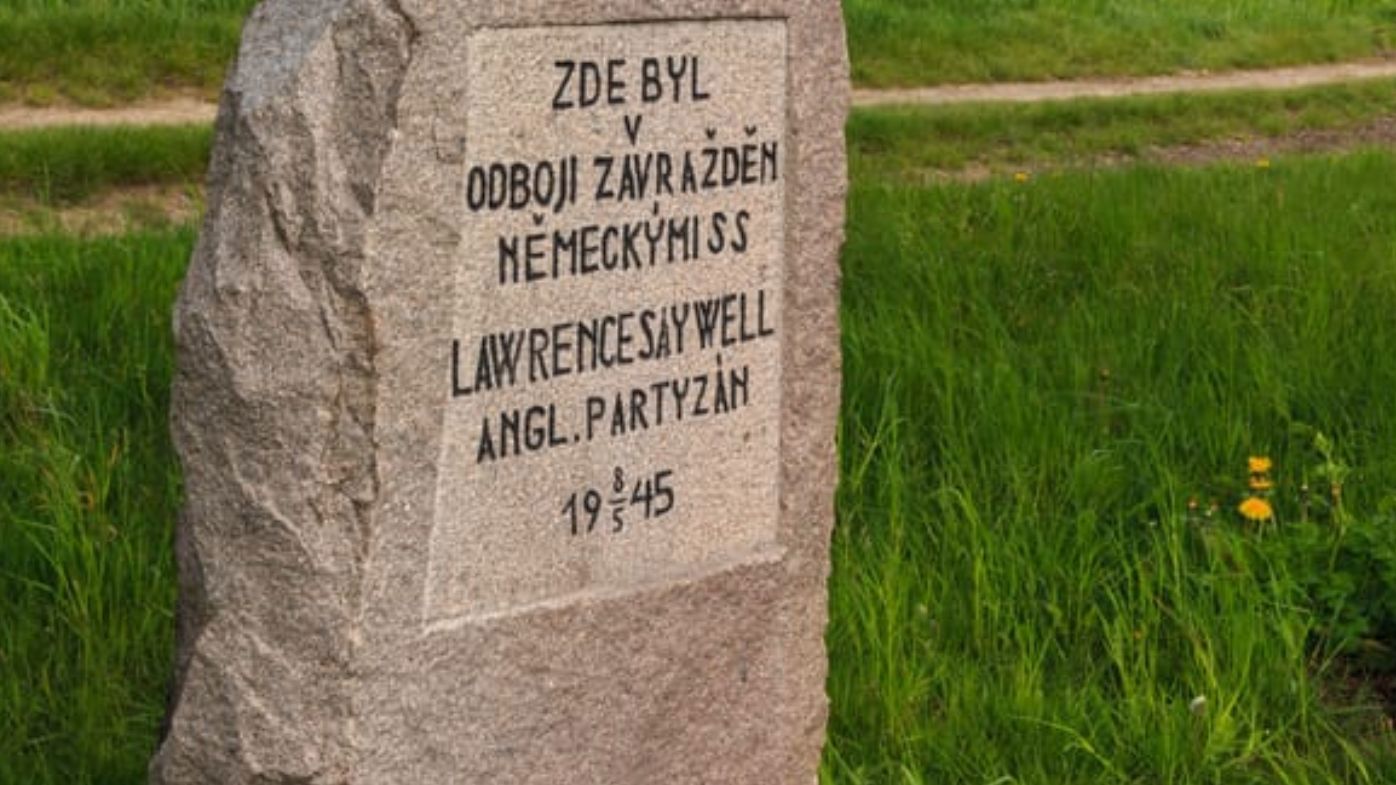 ZDE BYL
V
ODBOJI ZAVRAŽDĚN
NĚMECKÝMI SS
LAWRENCE SAYWELL
ANGL. PARTYZÁN
19 8/5 45